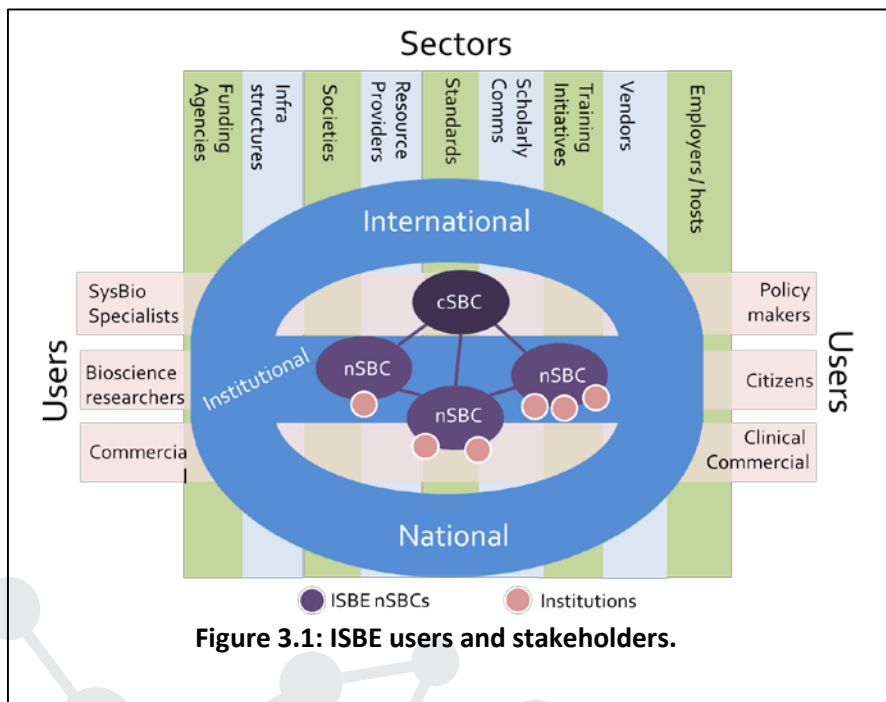 Sectors
Funding
Agencies
Infra
structures
Societies
Resource
Providers
Standards
Scholarly
Comms
Training
Initiatives
Vendors
Employers / hosts
International
SysBio
Specialists
cSBC
Policy
makers
Users
Bioscience
researchers
Institutional
nSBC
nSBC
nSBC
Citizens
Users
Commercia
l
Clinical
Commercial
National
ISBE nSBCs
Institutions
Figure 3.1: ISBE users and stakeholders.